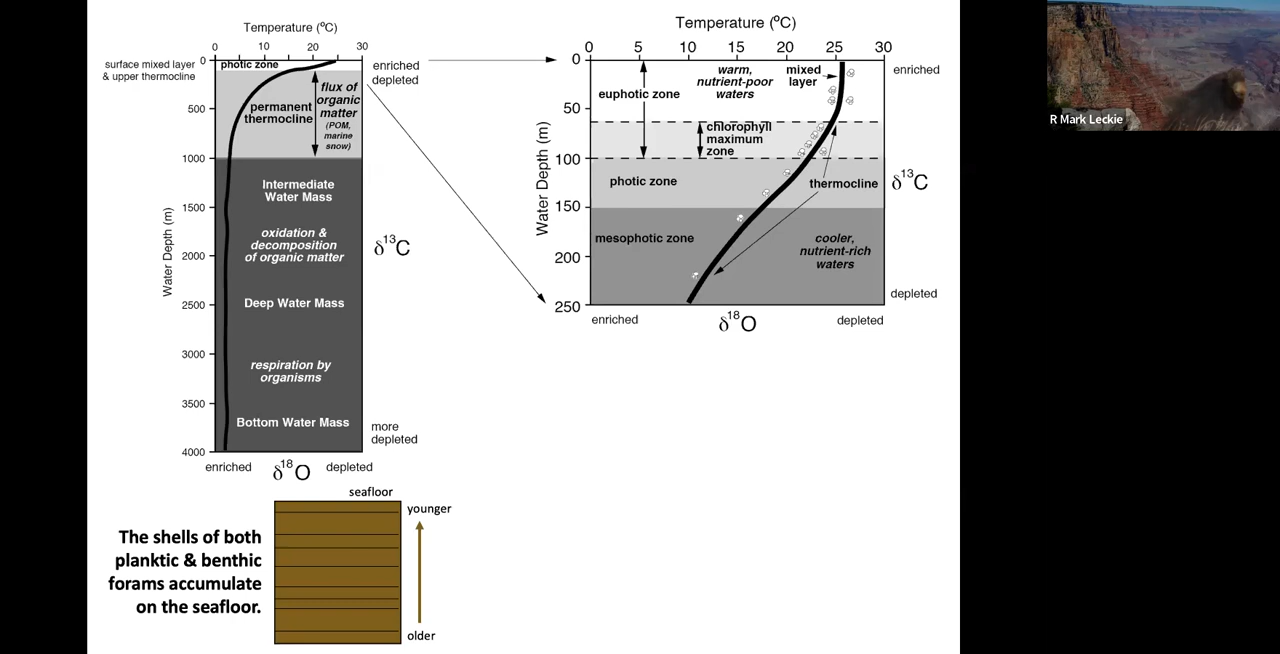 Temperature (ºC)
0 10 20 30
surface mixed layer
& upper thermocline
photic zone
enriched
depleted
permanent
thermocline
flux of
organic
matter
(POM,
marine
snow)
Intermediate
Water Mass
oxidation &
decomposition
of organic matter
Deep Water Mass
respiration by
organisms
Bottom Water Mass
Water Depth (m)
0
500
1000
1500
2000
2500
3000
3500
4000
δ13C
more
depleted
enriched
δ18O
depleted
Temperature (ºC)
0 5 10 15 20 25 30
euphotic zone
warm,
nutrient-poor
waters
mixed
layer
enriched
chlorophyll
maximum
zone
photic zone
thermocline
δ13C
mesophotic zone
cooler,
nutrient-rich
waters
depleted
Water Depth (m)
0
50
100
150
200
250
enriched
δ18O
depleted
seafloor
younger
older
The shells of both
planktic & benthic
forams accumulate
on the seafloor.
R Mark Leckie